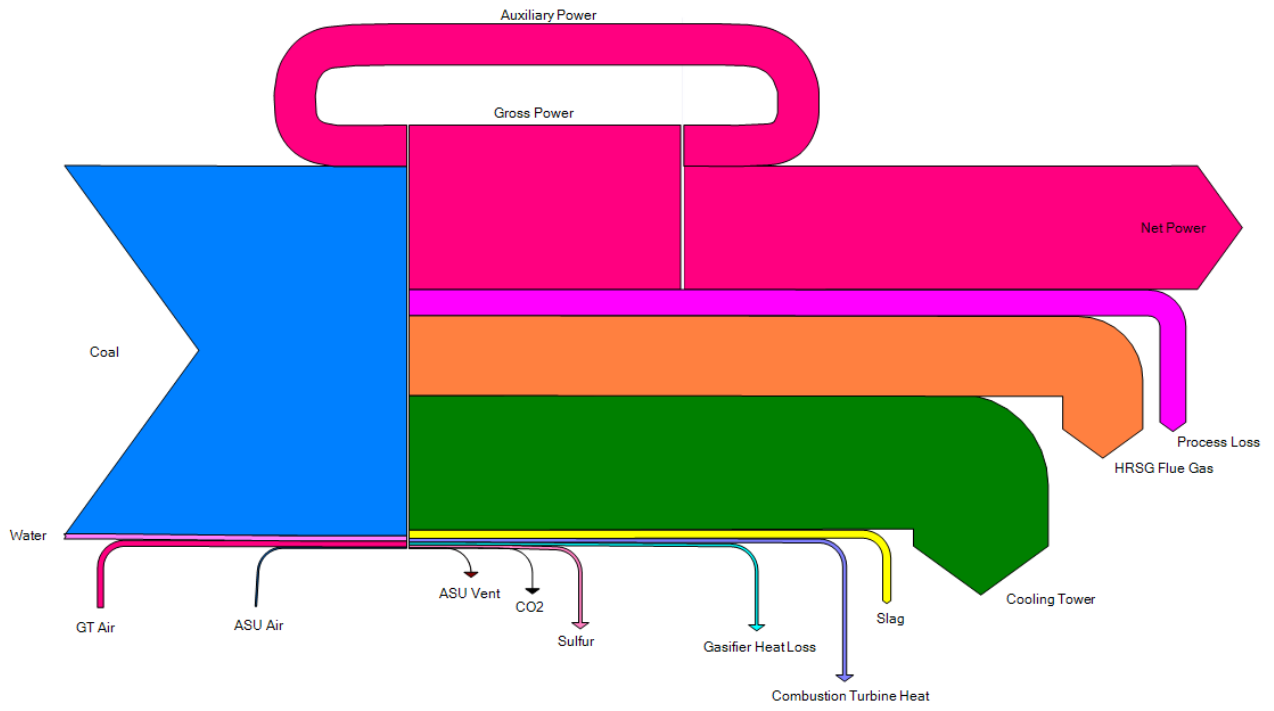 Auxiliary Power
Gross Power
Net Power
Coal
Process Loss
HRSG Flue Gas
Water
ASU Vent
CO2
Cooling Tower
GT Air
ASU Air
Slag
Sulfur
Gasifier Heat Loss
Combustion Turbine Heat